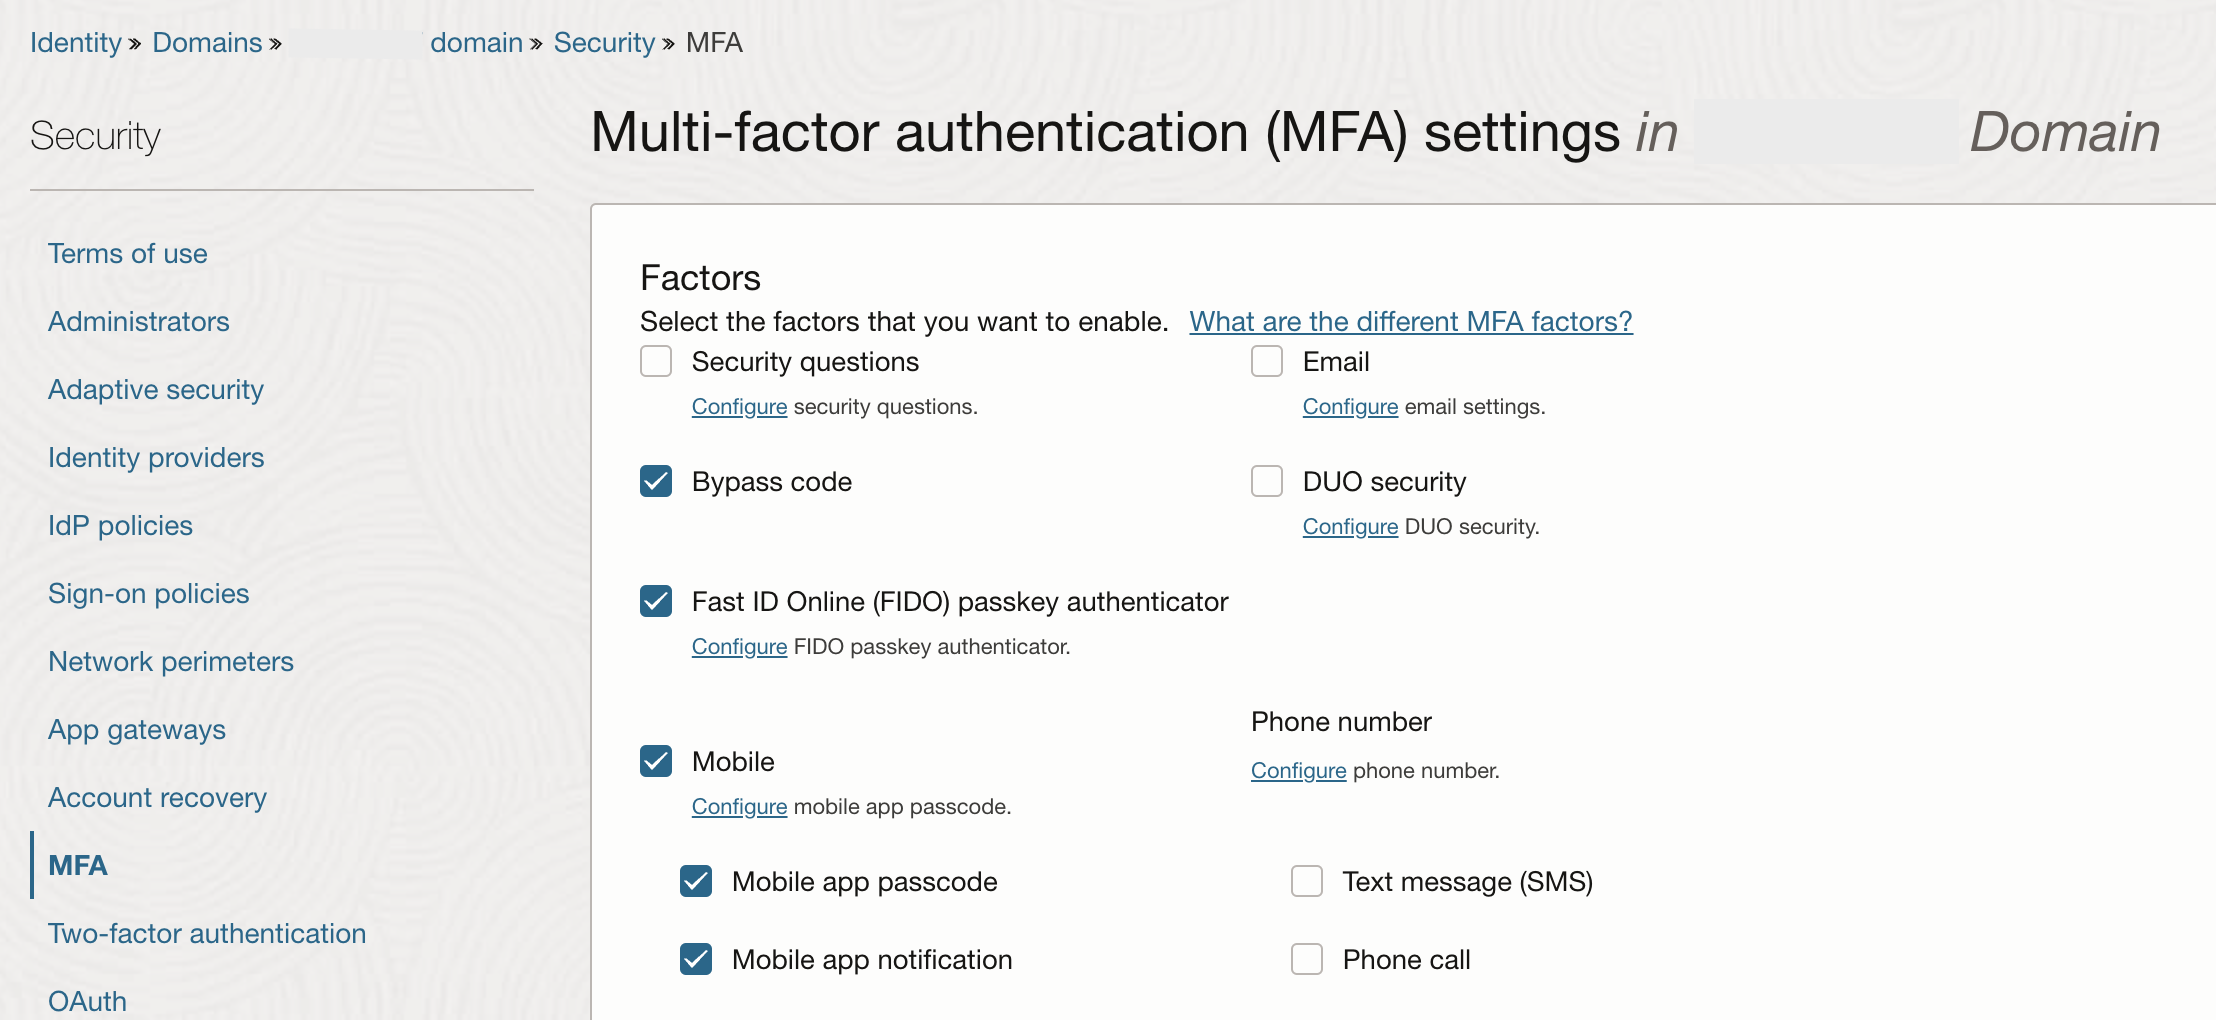 Identity » Domains » domain » Security » MFA
Security
Terms of use
Administrators
Adaptive security
Identity providers
IdP policies
Sign-on policies
Network perimeters
App gateways
Account recovery
MFA
Two-factor authentication
OAuth
Multi-factor authentication (MFA) settings in Domain
Factors
Select the factors that you want to enable. What are the different MFA factors?
Security questions
Configure security questions.
Email
Configure email settings.
Bypass code
DUO security
Configure DUO security.
Fast ID Online (FIDO) passkey authenticator
Configure FIDO passkey authenticator.
Mobile
Configure mobile app passcode.
Phone number
Configure phone number.
Mobile app passcode
Text message (SMS)
Mobile app notification
Phone call